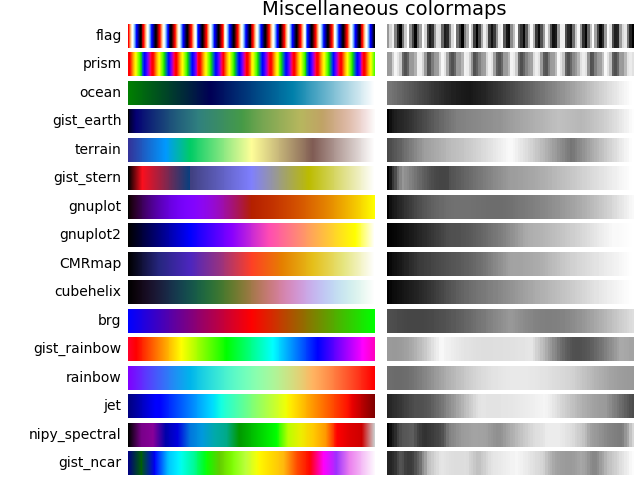 Miscellaneous colormaps
flag
prism
ocean
gist_earth
terrain
gist_stern
gnuplot
gnuplot2
CMRmap
cubehelix
brg
gist_rainbow
rainbow
jet
nipy_spectral
gist_ncar